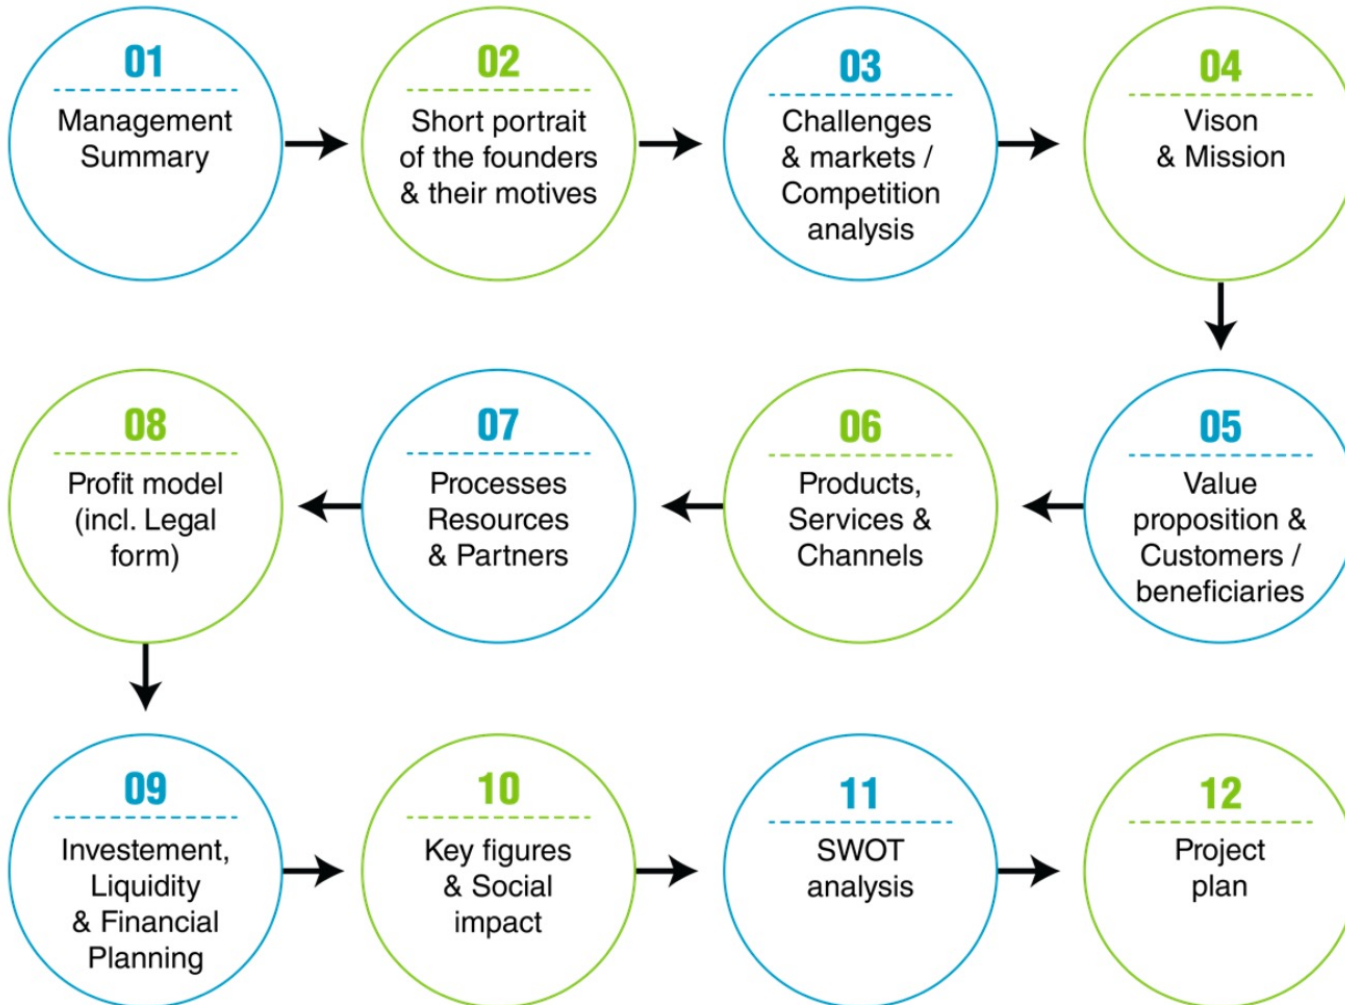 01
Management
Summary
02
Short portrait
of the founders
& their motives
03
Challenges
& markets /
Competition
analysis
04
Vison
& Mission
05
Value
proposition &
Customers /
beneficiaries
06
Products,
Services &
Channels
07
Processes
Resources
& Partners
08
Profit model
(incl. Legal
form)
09
Investement,
Liquidity
& Financial
Planning
10
Key figures
& Social
impact
11
SWOT
analysis
12
Project
plan